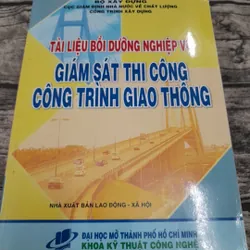 BỘ XÂY DỰNG
CỤC GIÁM ĐỊNH NHÀ NƯỚC VỀ CHẤT LƯỢNG
CÔNG TRÌNH XÂY DỰNG
TÀI LIỆU BỒI DƯỠNG NGHIỆP VỤ
GIÁM SÁT THI CÔNG
CÔNG TRÌNH GIAO THÔNG
NHÀ XUẤT BẢN LAO ĐỘNG - XÃ HỘI
ĐẠI HỌC MỞ THÀNH PHỐ HỒ CHÍ MINH
KHOA KỸ THUẬT CÔNG NGHỆ